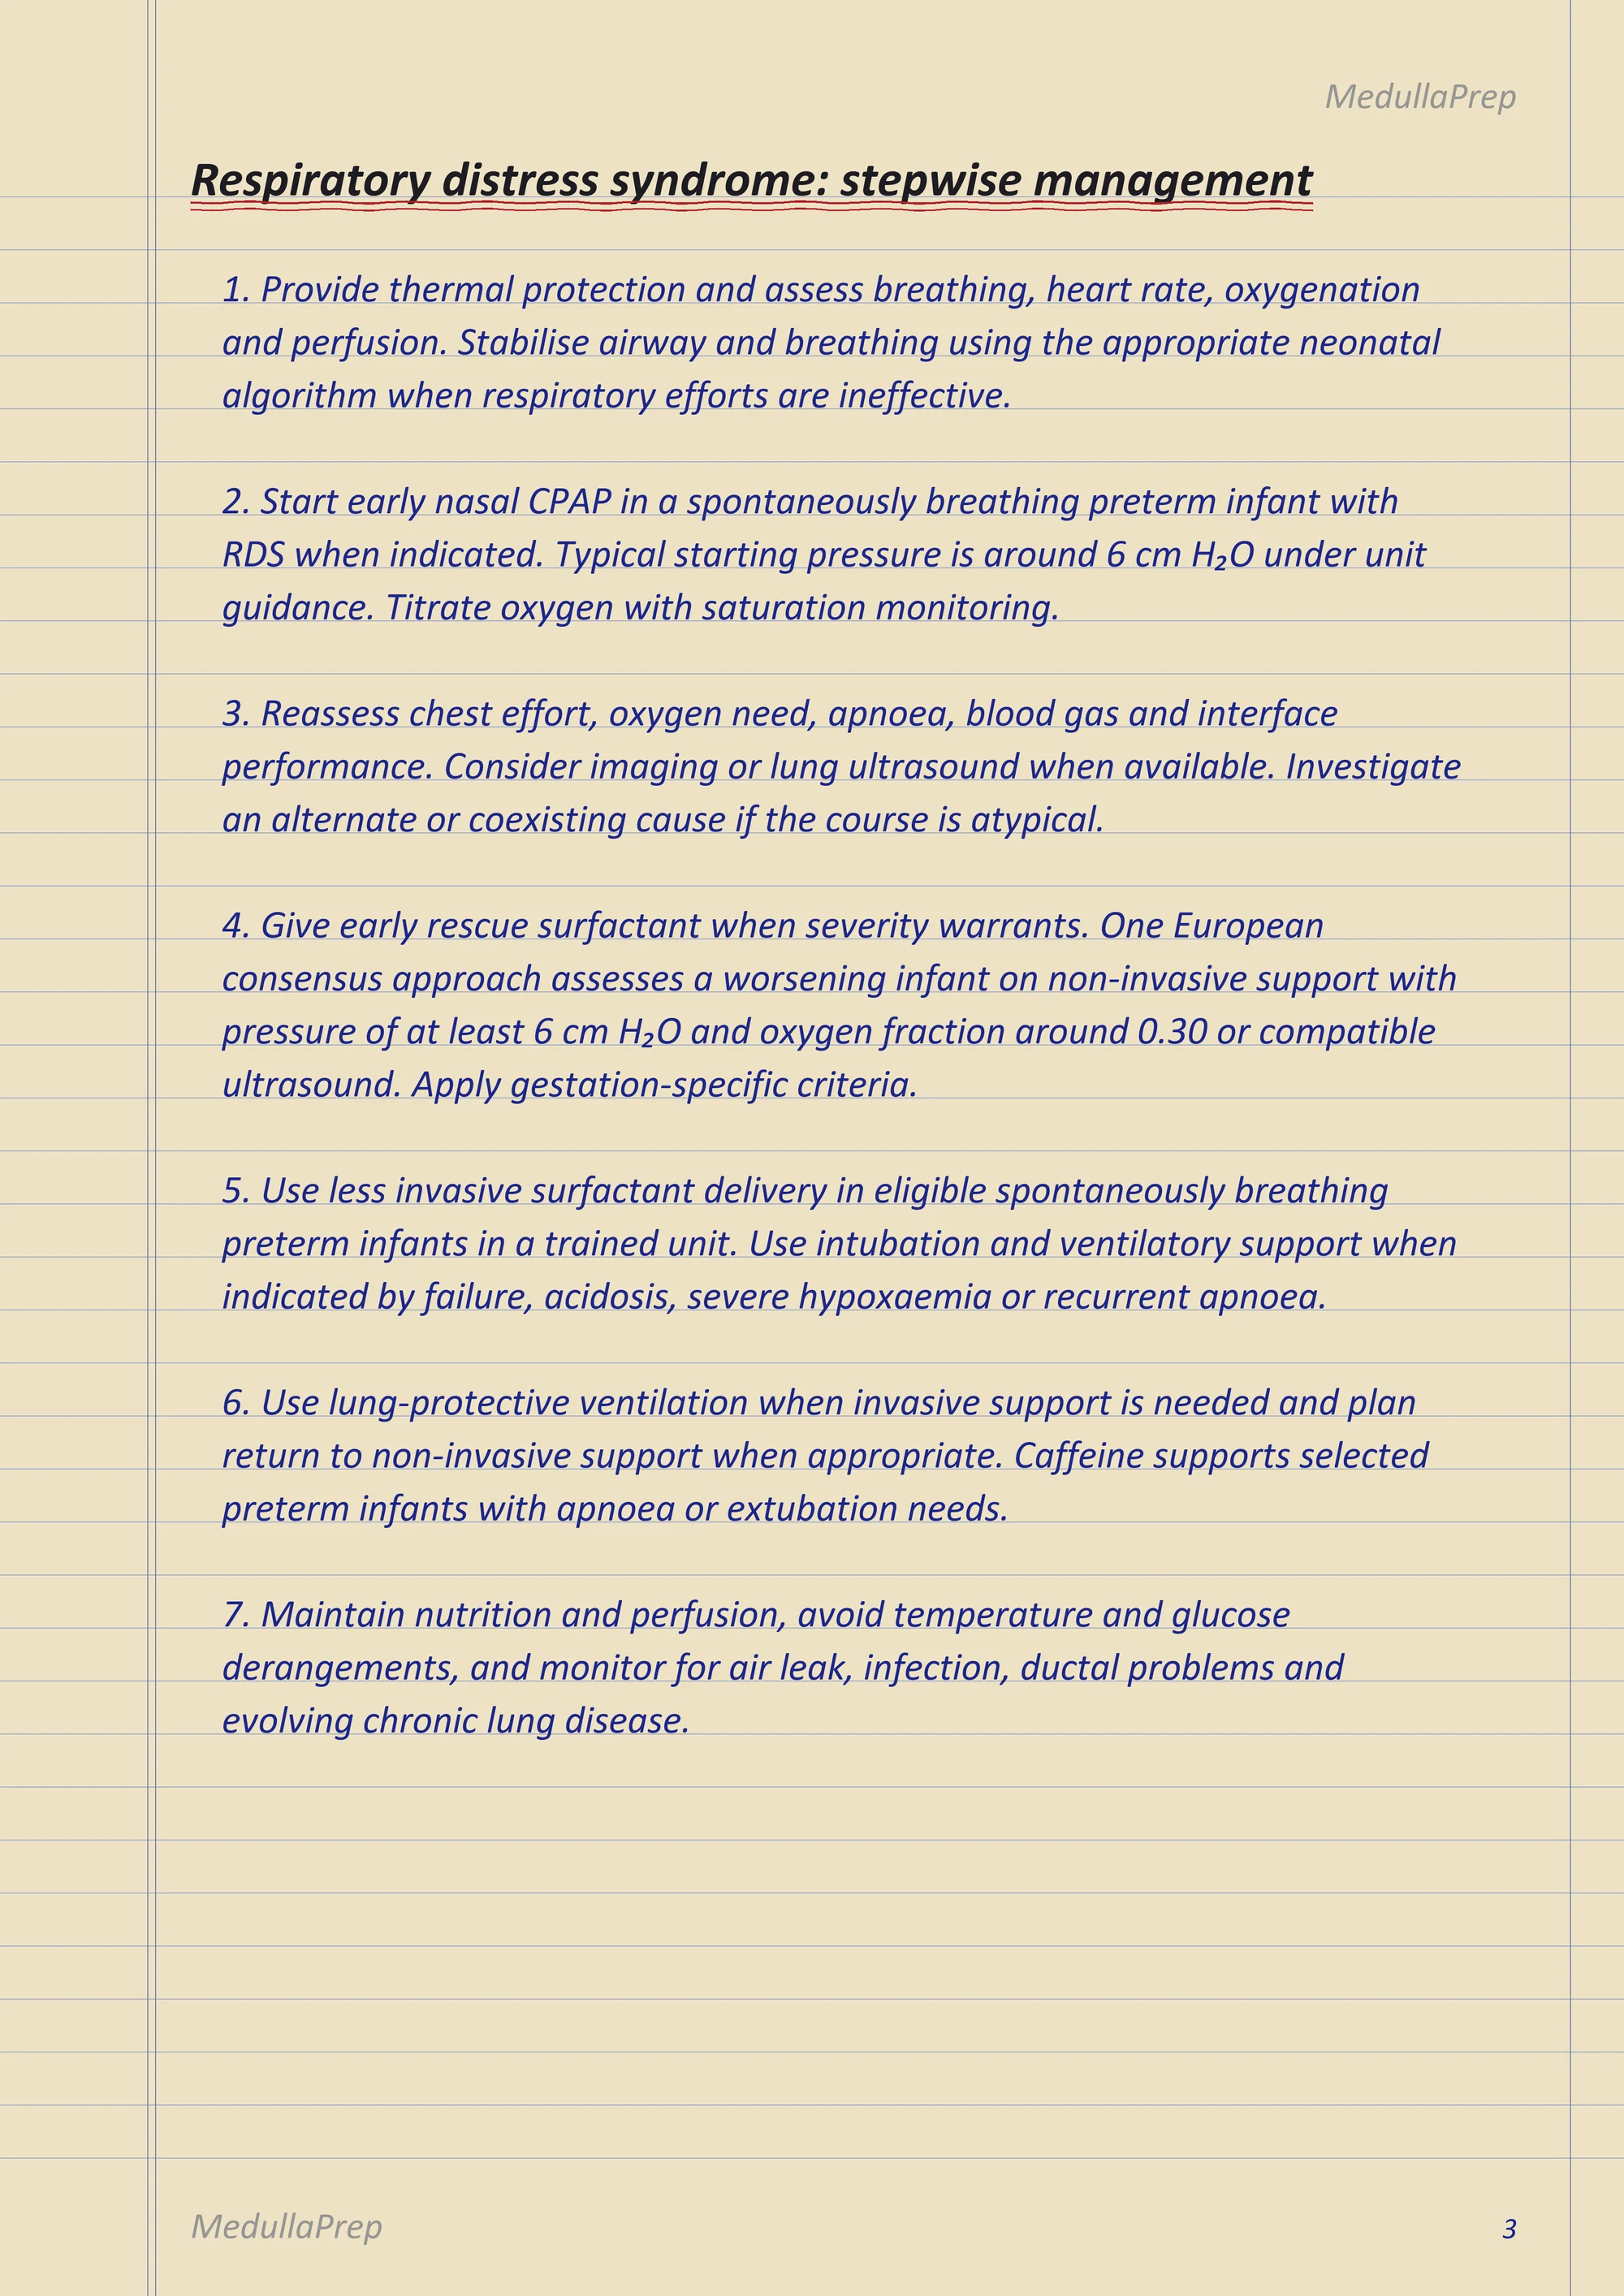 MedullaPrep
Respiratory distress syndrome: stepwise management
1. Provide thermal protection and assess breathing, heart rate, oxygenation
and perfusion. Stabilise airway and breathing using the appropriate neonatal
algorithm when respiratory efforts are ineffective.
2. Start early nasal CPAP in a spontaneously breathing preterm infant with
RDS when indicated. Typical starting pressure is around 6 cm H₂O under unit
guidance. Titrate oxygen with saturation monitoring.
3. Reassess chest effort, oxygen need, apnoea, blood gas and interface
performance. Consider imaging or lung ultrasound when available. Investigate
an alternate or coexisting cause if the course is atypical.
4. Give early rescue surfactant when severity warrants. One European
consensus approach assesses a worsening infant on non-invasive support with
pressure of at least 6 cm H₂O and oxygen fraction around 0.30 or compatible
ultrasound. Apply gestation-specific criteria.
5. Use less invasive surfactant delivery in eligible spontaneously breathing
preterm infants in a trained unit. Use intubation and ventilatory support when
indicated by failure, acidosis, severe hypoxaemia or recurrent apnoea.
6. Use lung-protective ventilation when invasive support is needed and plan
return to non-invasive support when appropriate. Caffeine supports selected
preterm infants with apnoea or extubation needs.
7. Maintain nutrition and perfusion, avoid temperature and glucose
derangements, and monitor for air leak, infection, ductal problems and
evolving chronic lung disease.
MedullaPrep
3